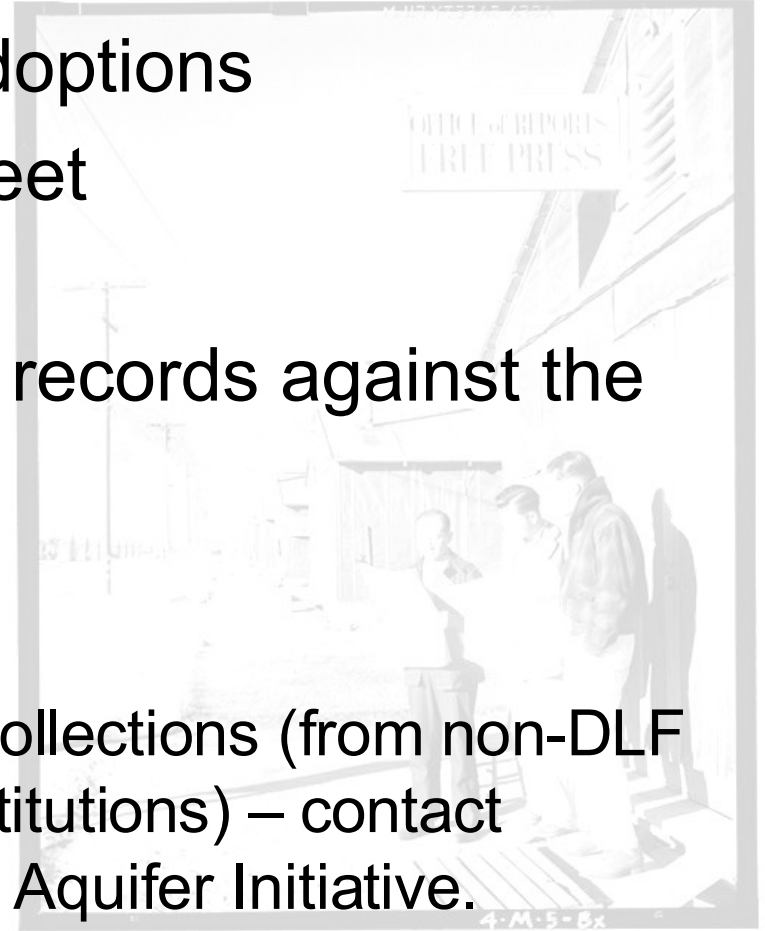 doptions
OFFICE of REPORTS
FREE PRESS
eet
records against the
ollections (from non-DLF
titutions) – contact
Aquifer Initiative.
4-M-5-Bx